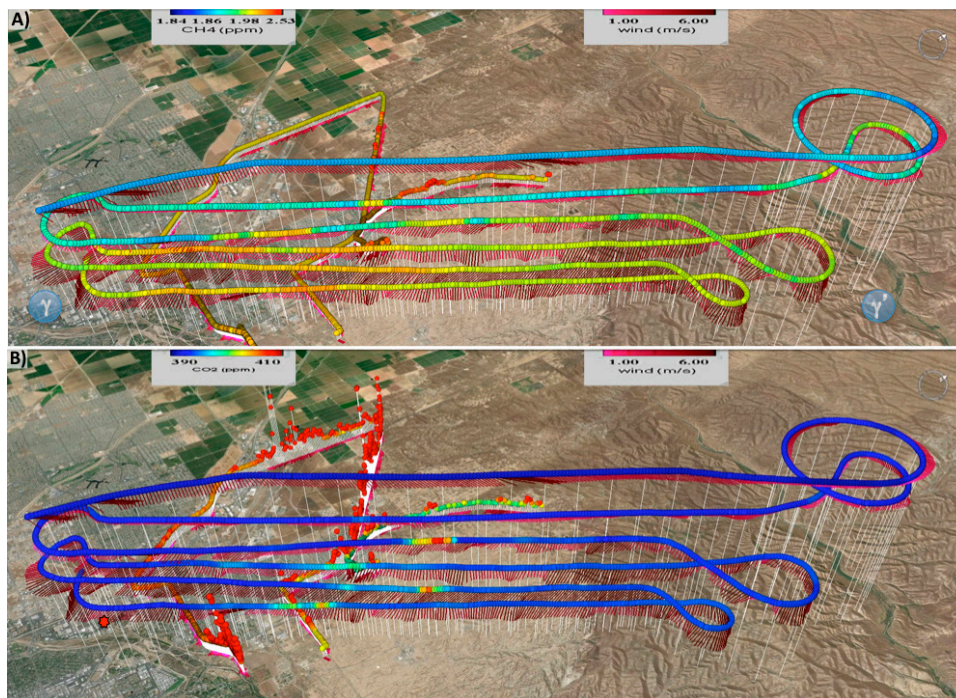 A)
1.84 1.86 1.98 2.53
CH4 (ppm)
1.00 6.00
wind (m/s)
γ
γ'
B)
390 410
CO2 (ppm)
1.00 6.00
wind (m/s)